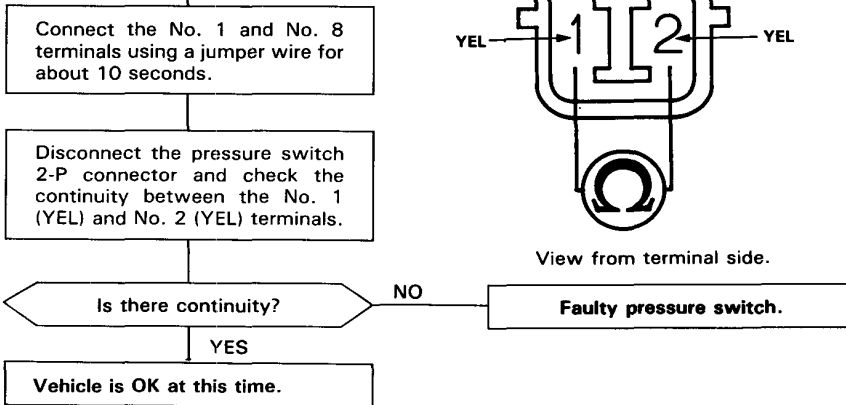 Connect the No. 1 and No. 8
terminals using a jumper wire for
about 10 seconds.
YEL
1
2
YEL
Disconnect the pressure switch
2-P connector and check the
continuity between the No. 1
(YEL) and No. 2 (YEL) terminals.
Ω
View from terminal side.
Is there continuity?
NO
Faulty pressure switch.
YES
Vehicle is OK at this time.